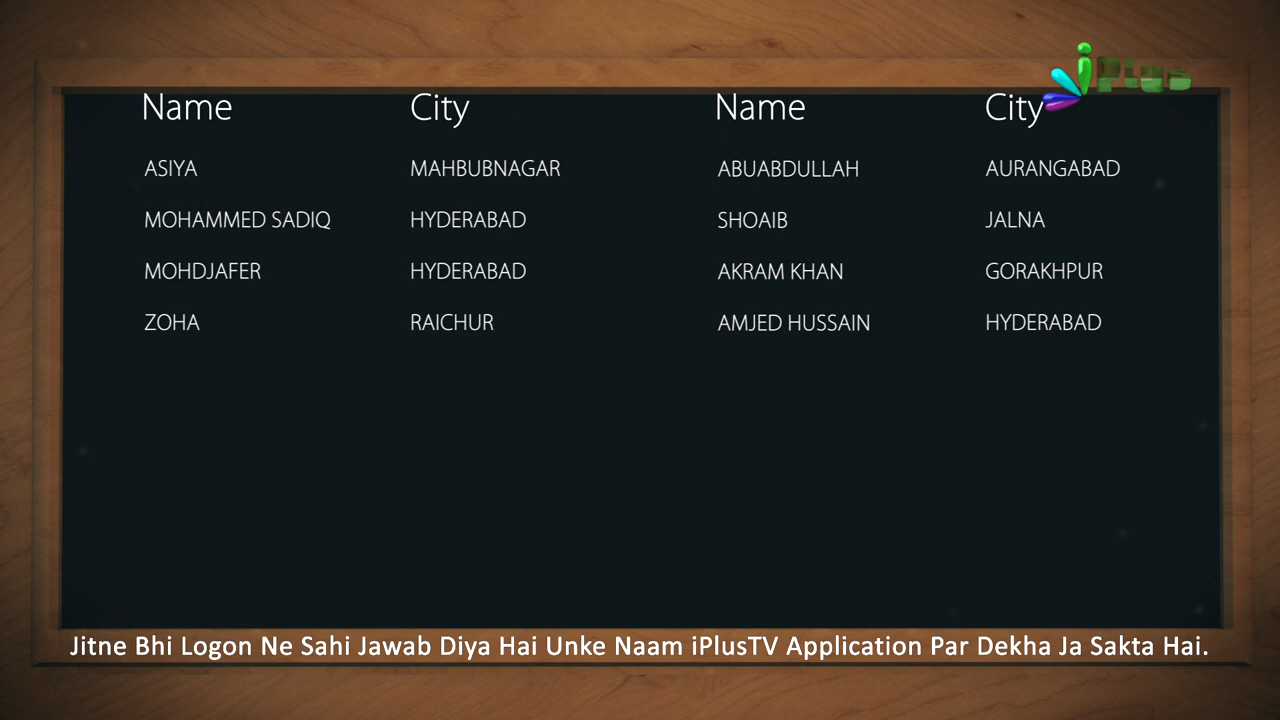 iPlus
Name City Name City
ASIYA MAHBUBNAGAR ABUABDULLAH AURANGABAD
MOHAMMED SADIQ HYDERABAD SHOAIB JALNA
MOHDJAFER HYDERABAD AKRAM KHAN GORAKHPUR
ZOHA RAICHUR AMJED HUSSAIN HYDERABAD
Jitne Bhi Logon Ne Sahi Jawab Diya Hai Unke Naam iPlusTV Application Par Dekha Ja Sakta Hai.